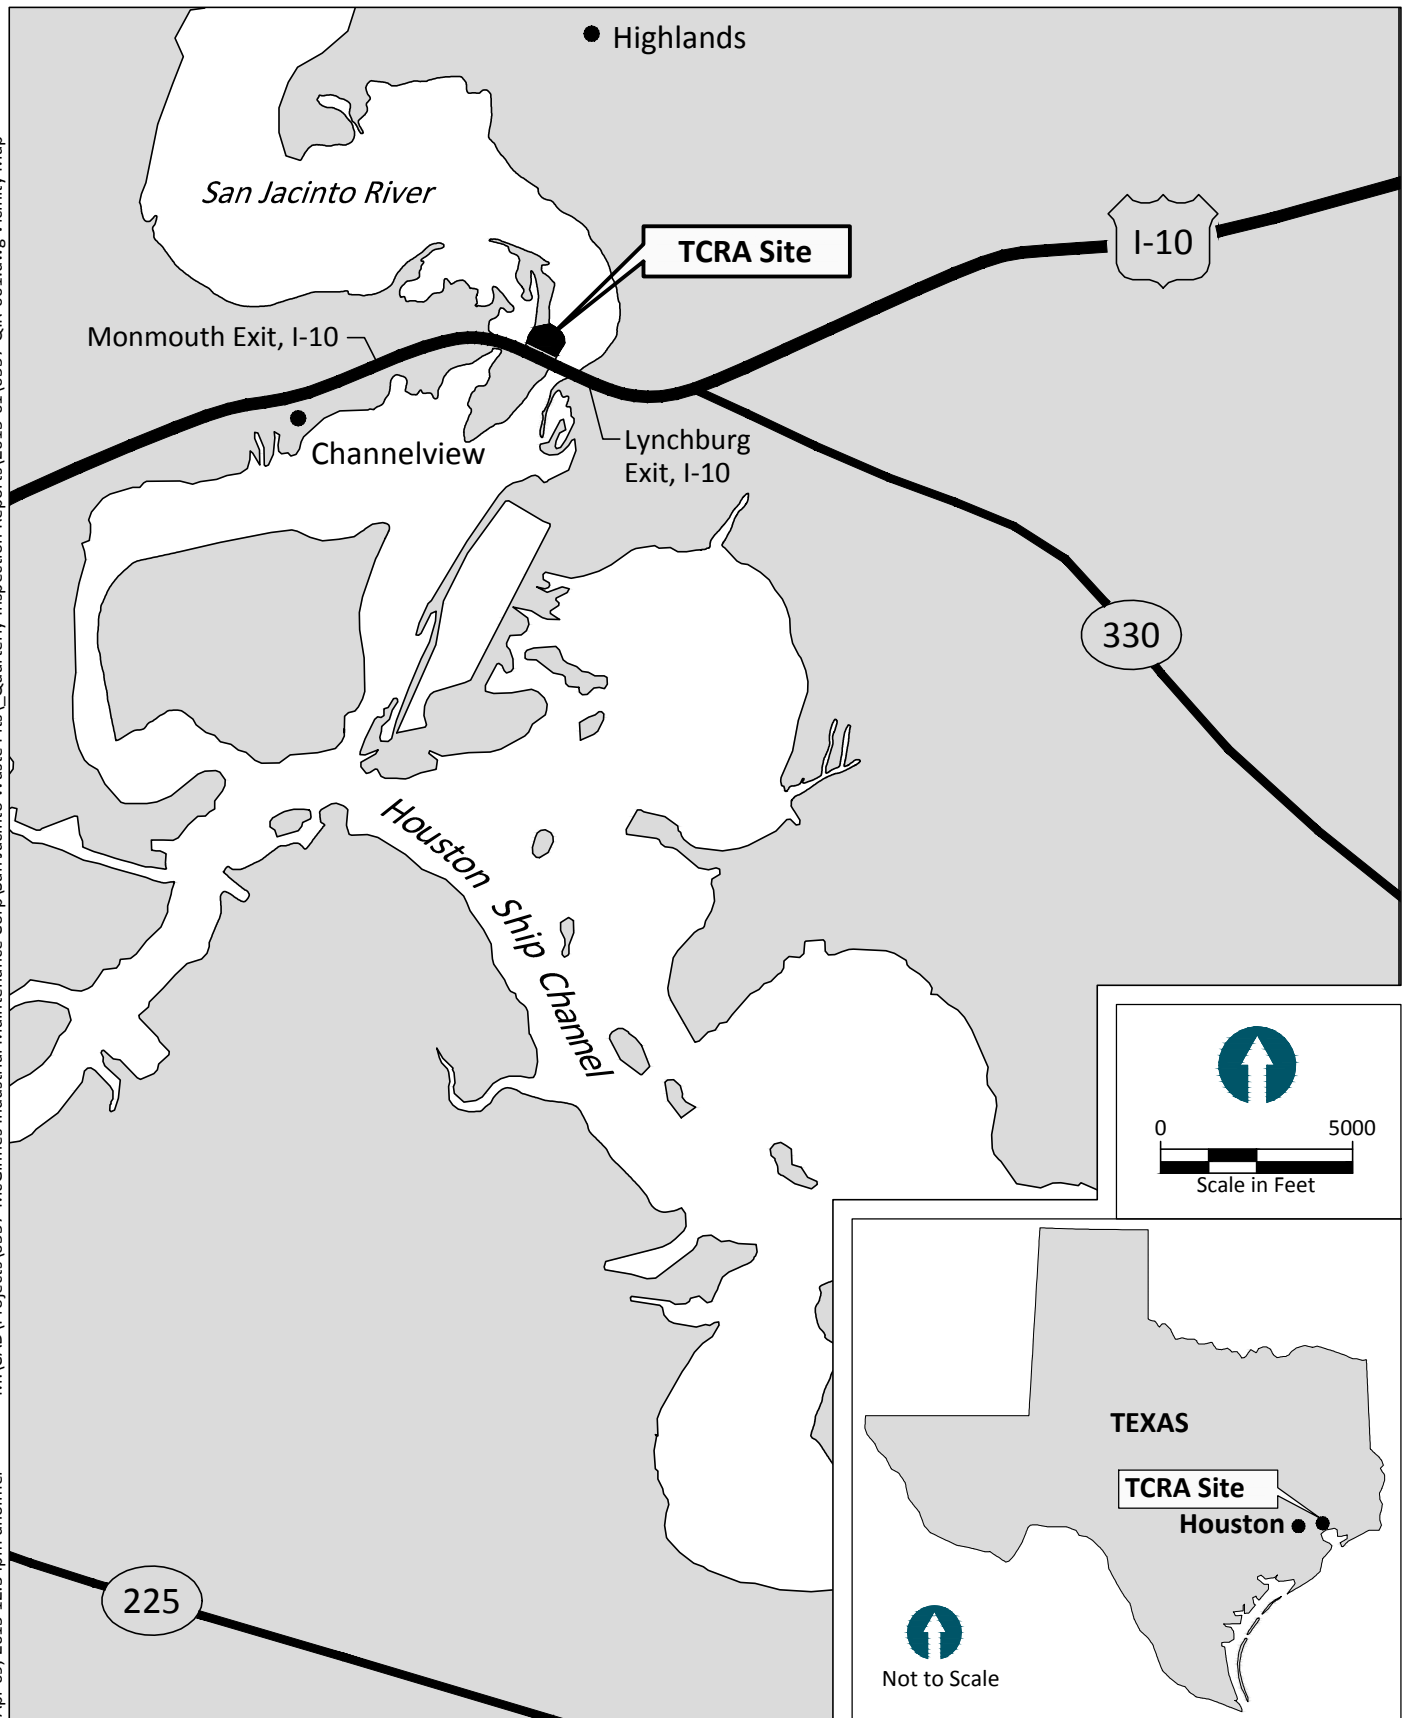 Highlands
San Jacinto River
TCRA Site
I-10
Monmouth Exit, I-10
Channelview
Lynchburg
Exit, I-10
330
Houston Ship Channel
0 5000
Scale in Feet
TEXAS
TCRA Site
Houston
225
Not to Scale